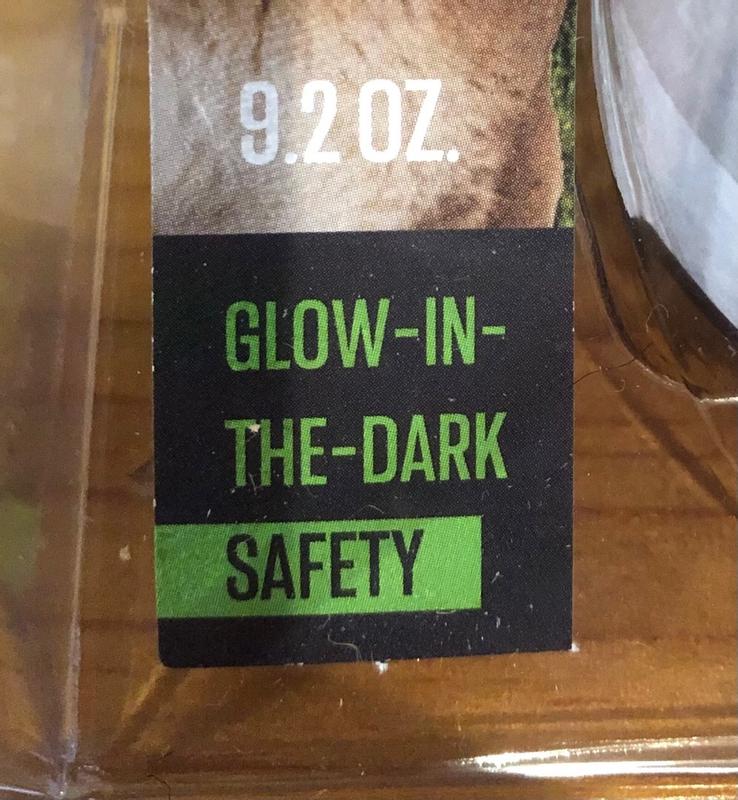 9.2 OZ.
GLOW-IN-
THE-DARK
SAFETY